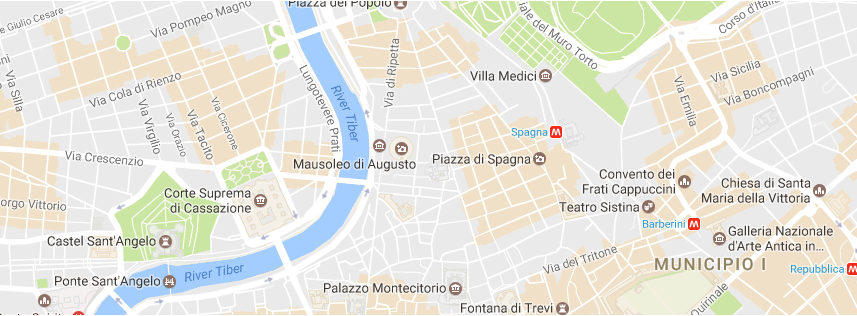 Giulio Cesare
Via Pompeo Magno
Piazza del Popolo
Corso d'Italia
Viale del Muro Torto
Via di Ripetta
Villa Medici
Via Sicilia
Via Boncompagni
Via Silla
Via Cola di Rienzo
Lungotevere Prati
River Tiber
Via Emilia
Via Virgilio
Via Orazio
Via Tacito
Via Cicerone
Spagna
M
Via Crescenzio
Mausoleo di Augusto
Piazza di Spagna
Corte Suprema
di Cassazione
Convento dei
Frati Cappuccini
Chiesa di Santa
Maria della Vittoria
orgo Vittorio
Teatro Sistina
Barberini
M
Castel Sant'Angelo
Galleria Nazionale
d'Arte Antica in...
Via del Tritone
MUNICIPIO I
Repubblica
M
Ponte Sant'Angelo
River Tiber
Palazzo Montecitorio
Quirinale
Fontana di Trevi